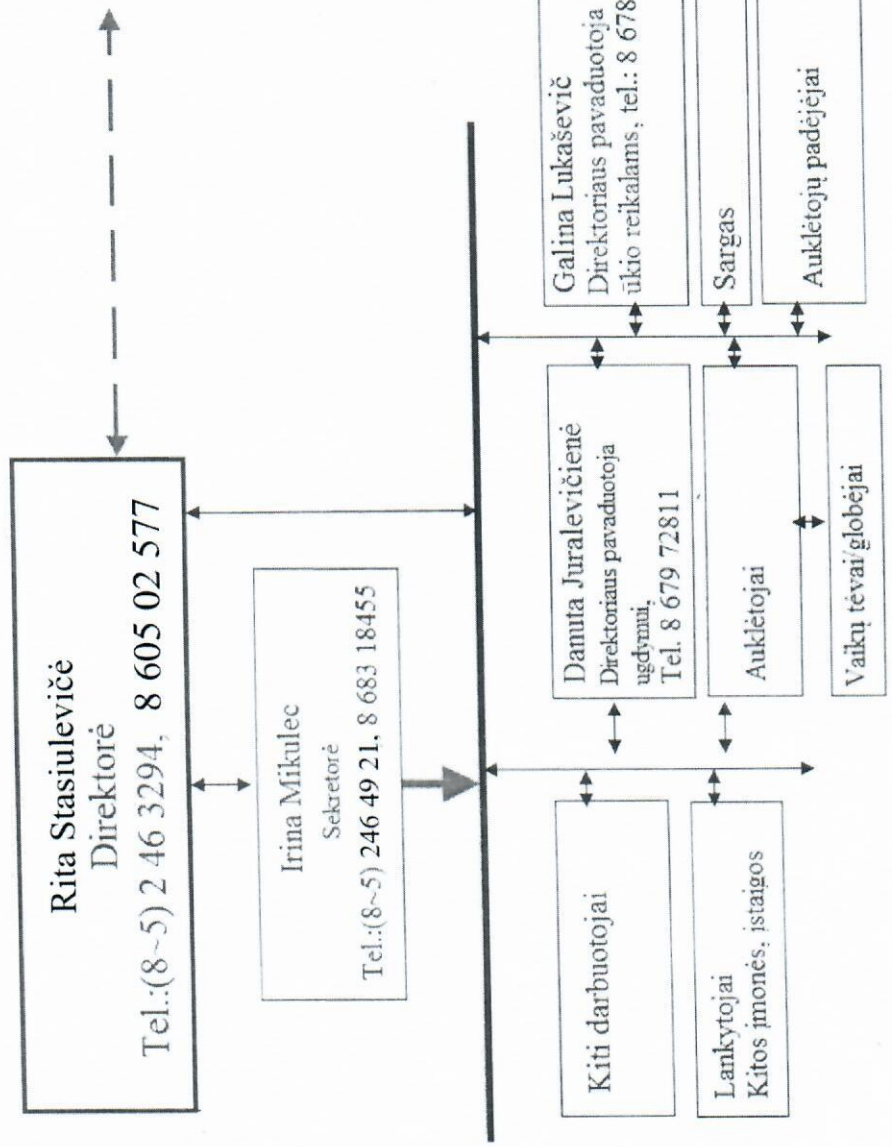 Rita Stasiulevičė
Direktorė
Tel.:(8~5) 2 46 3294, 8 605 02 577
Irina Mikulec
Sekretorė
Tel.:(8~5) 246 49 21, 8 683 18455
Kiti darbuotojai
Lankytojai
Kitos įmonės, įstaigos
Danuta Juralevičienė
Direktoriaus pavaduotoja
ugdymui,
Tel. 8 679 72811
Auklėtojai
Vaikų tėvai/globėjai
Galina Lukaševič
Direktoriaus pavaduotoja
ūkio reikalams, tel.: 8 678
Sargas
Auklėtojų padėjėjai